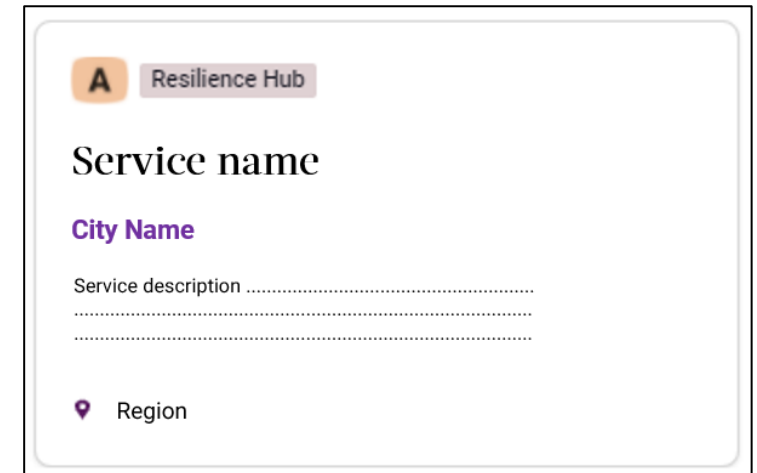 A Resilience Hub
Service name
City Name
Service description ........................................................
.........................................................................................
.........................................................................................
Region